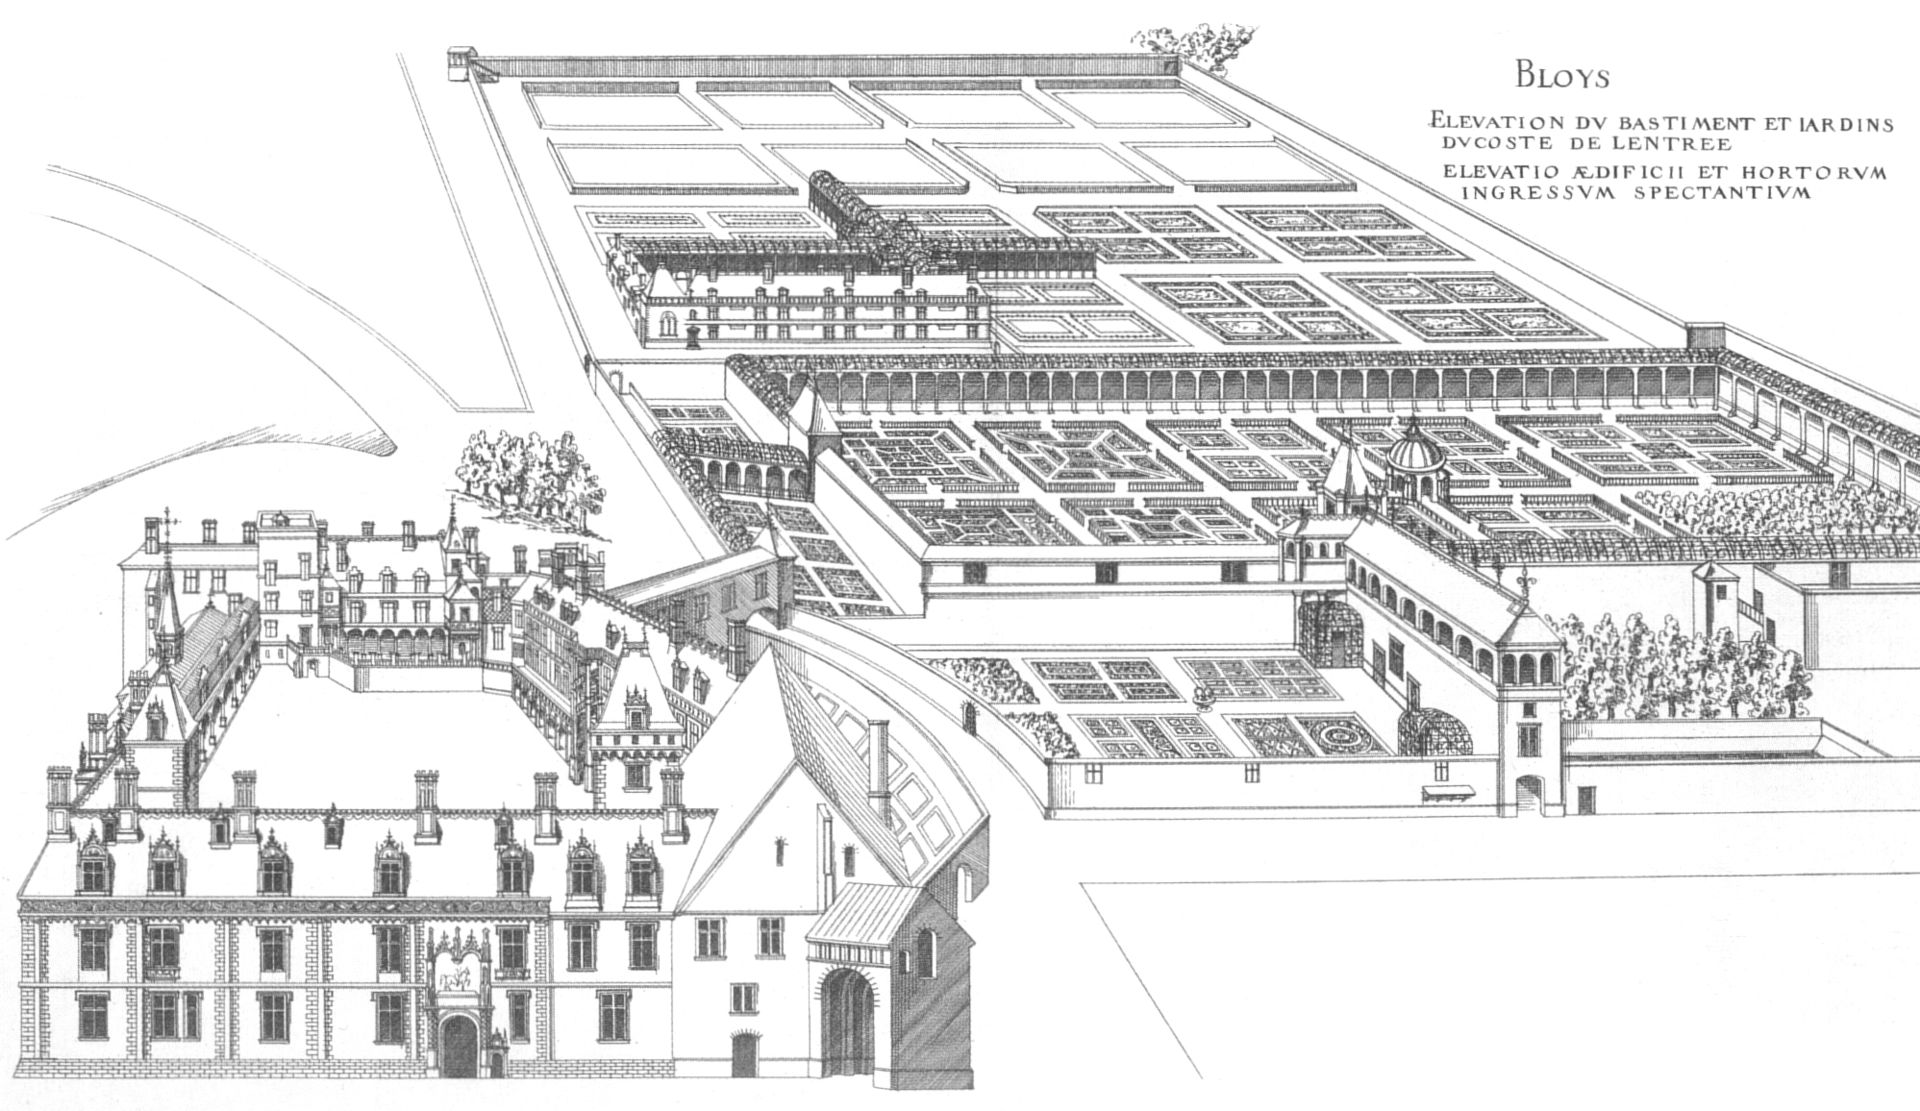 BLOYS
ELEVATION DV BASTIMENT ET IARDINS
DVCOSTE DE LENTREE
ELEVATIO ÆDIFICII ET HORTORVM
INGRESSVM SPECTANTIVM